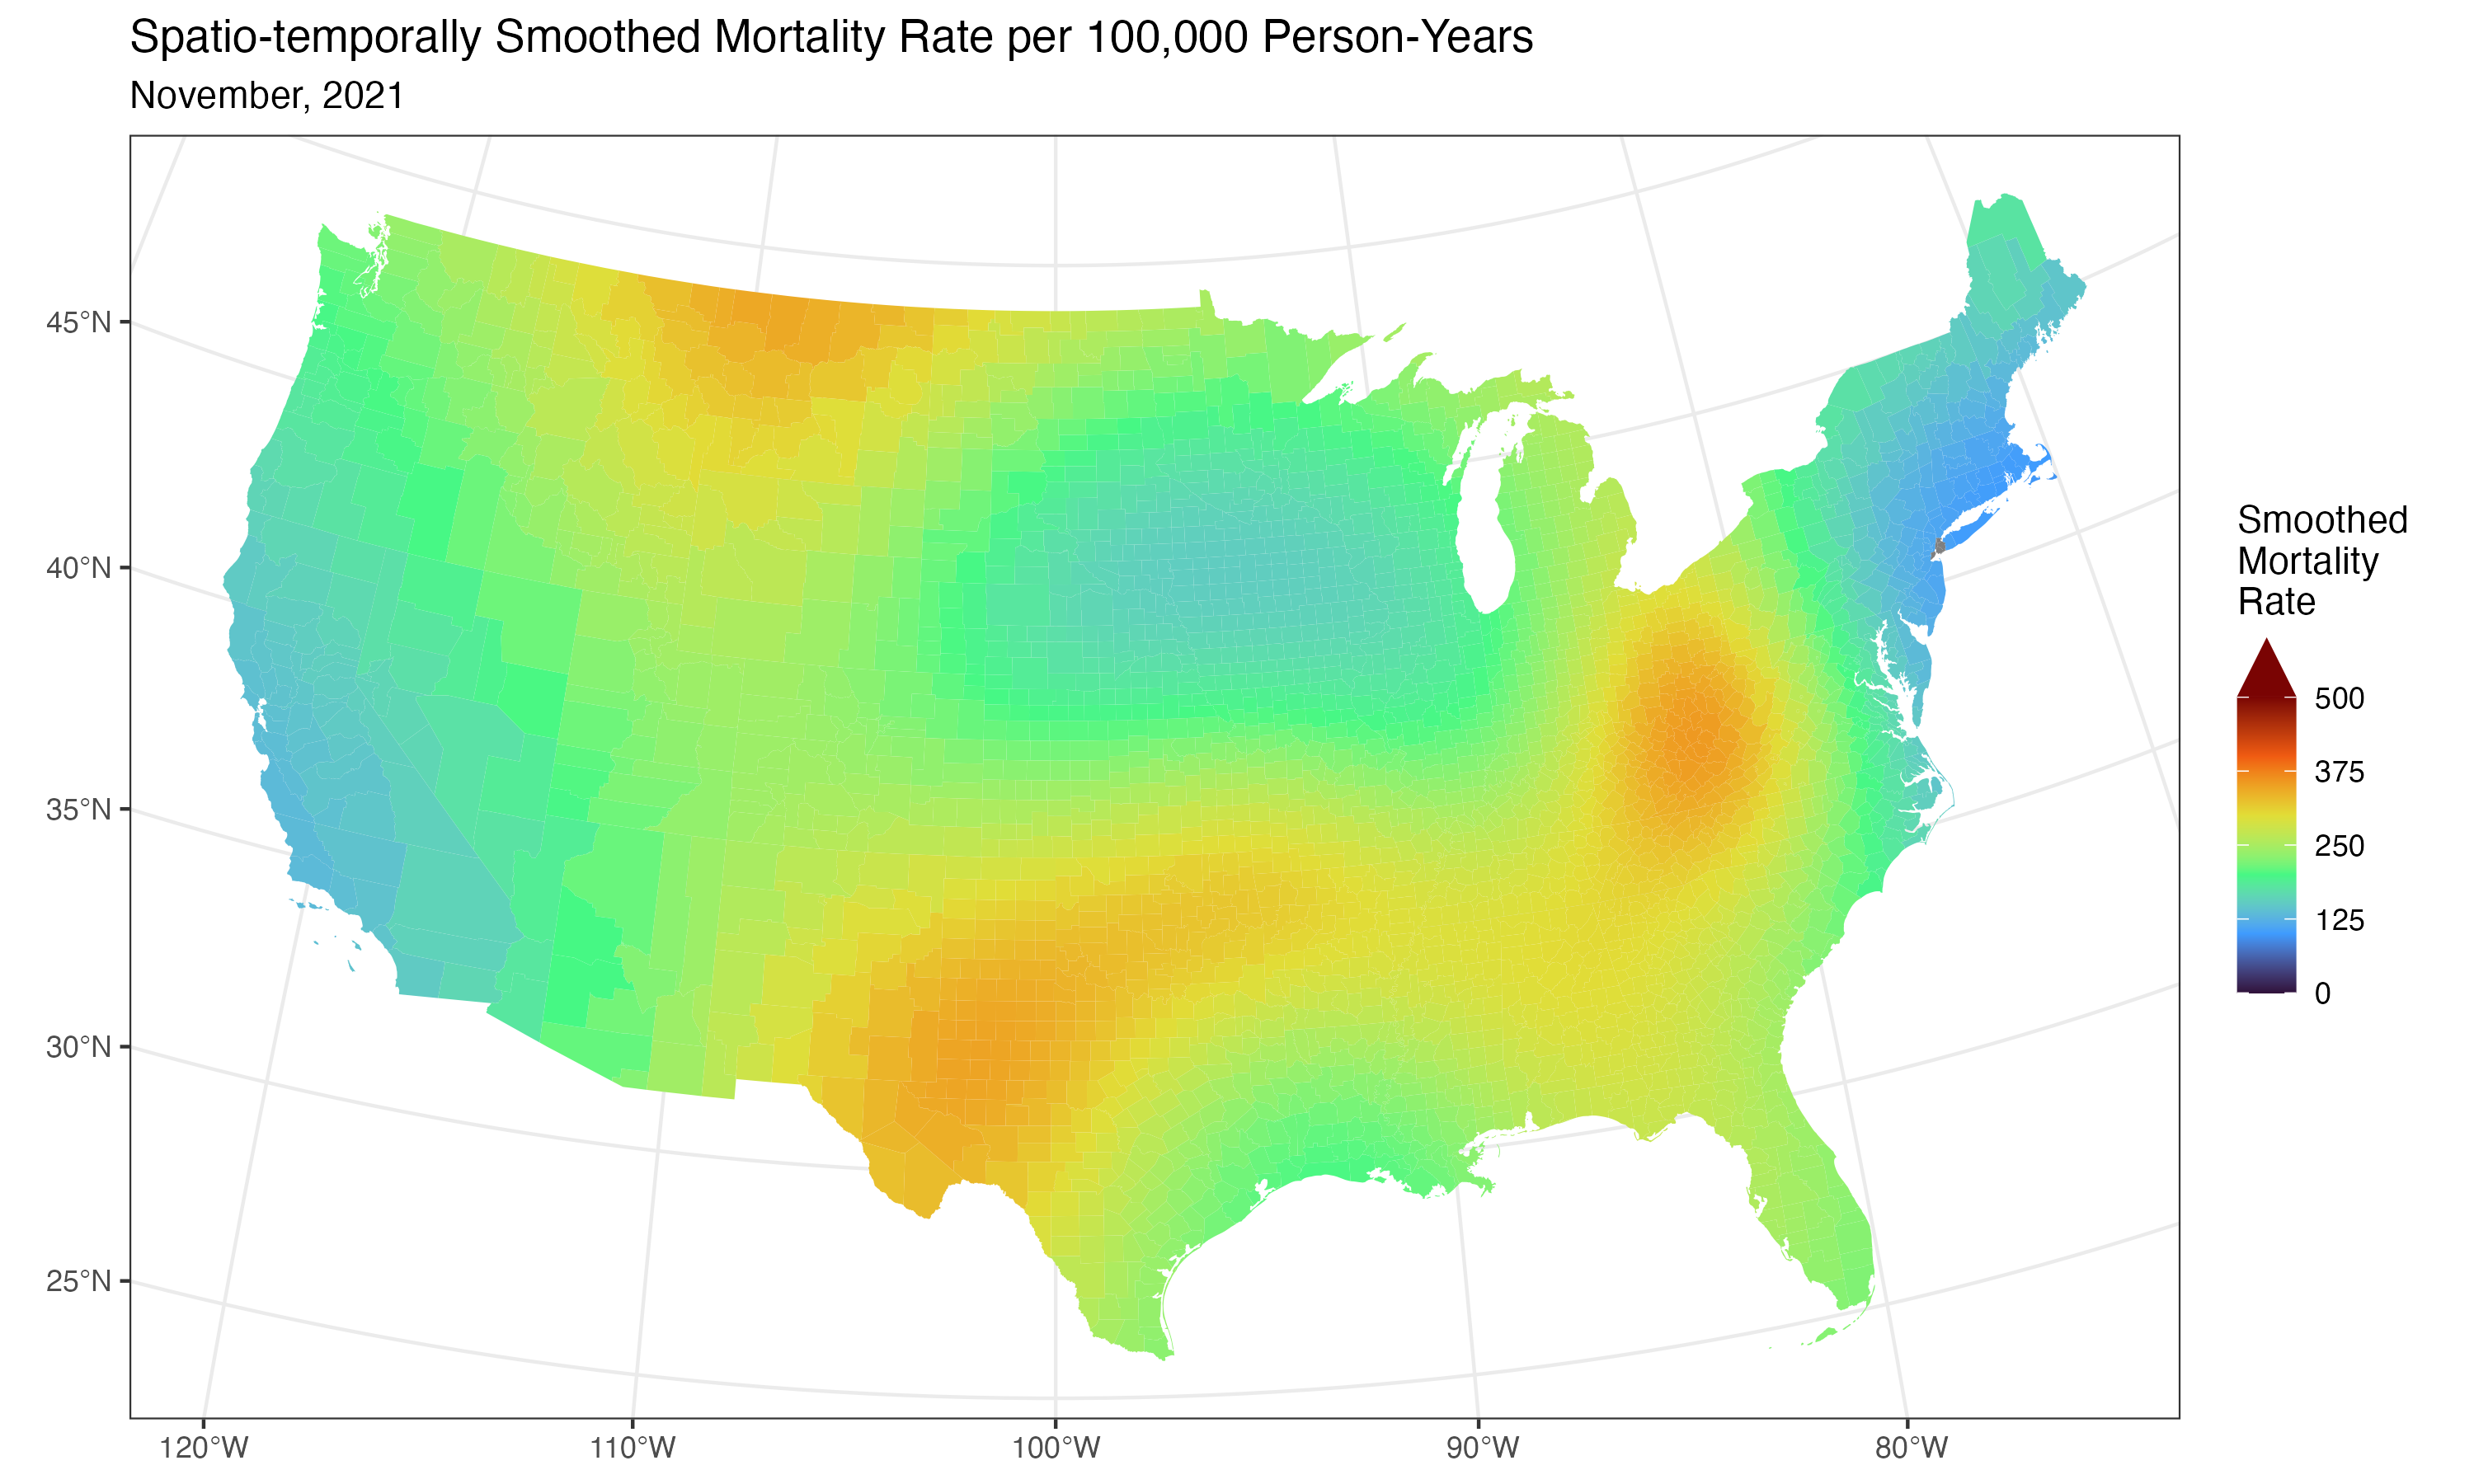 Spatio-temporally Smoothed Mortality Rate per 100,000 Person-Years
November, 2021
45°N
40°N
35°N
30°N
25°N
120°W
110°W
100°W
90°W
80°W
Smoothed
Mortality
Rate
500
375
250
125
0